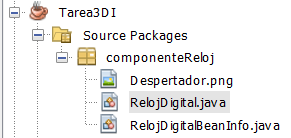 Tarea3DI
Source Packages
componenteReloj
Despertador.png
RelojDigital.java
RelojDigitalBeanInfo.java